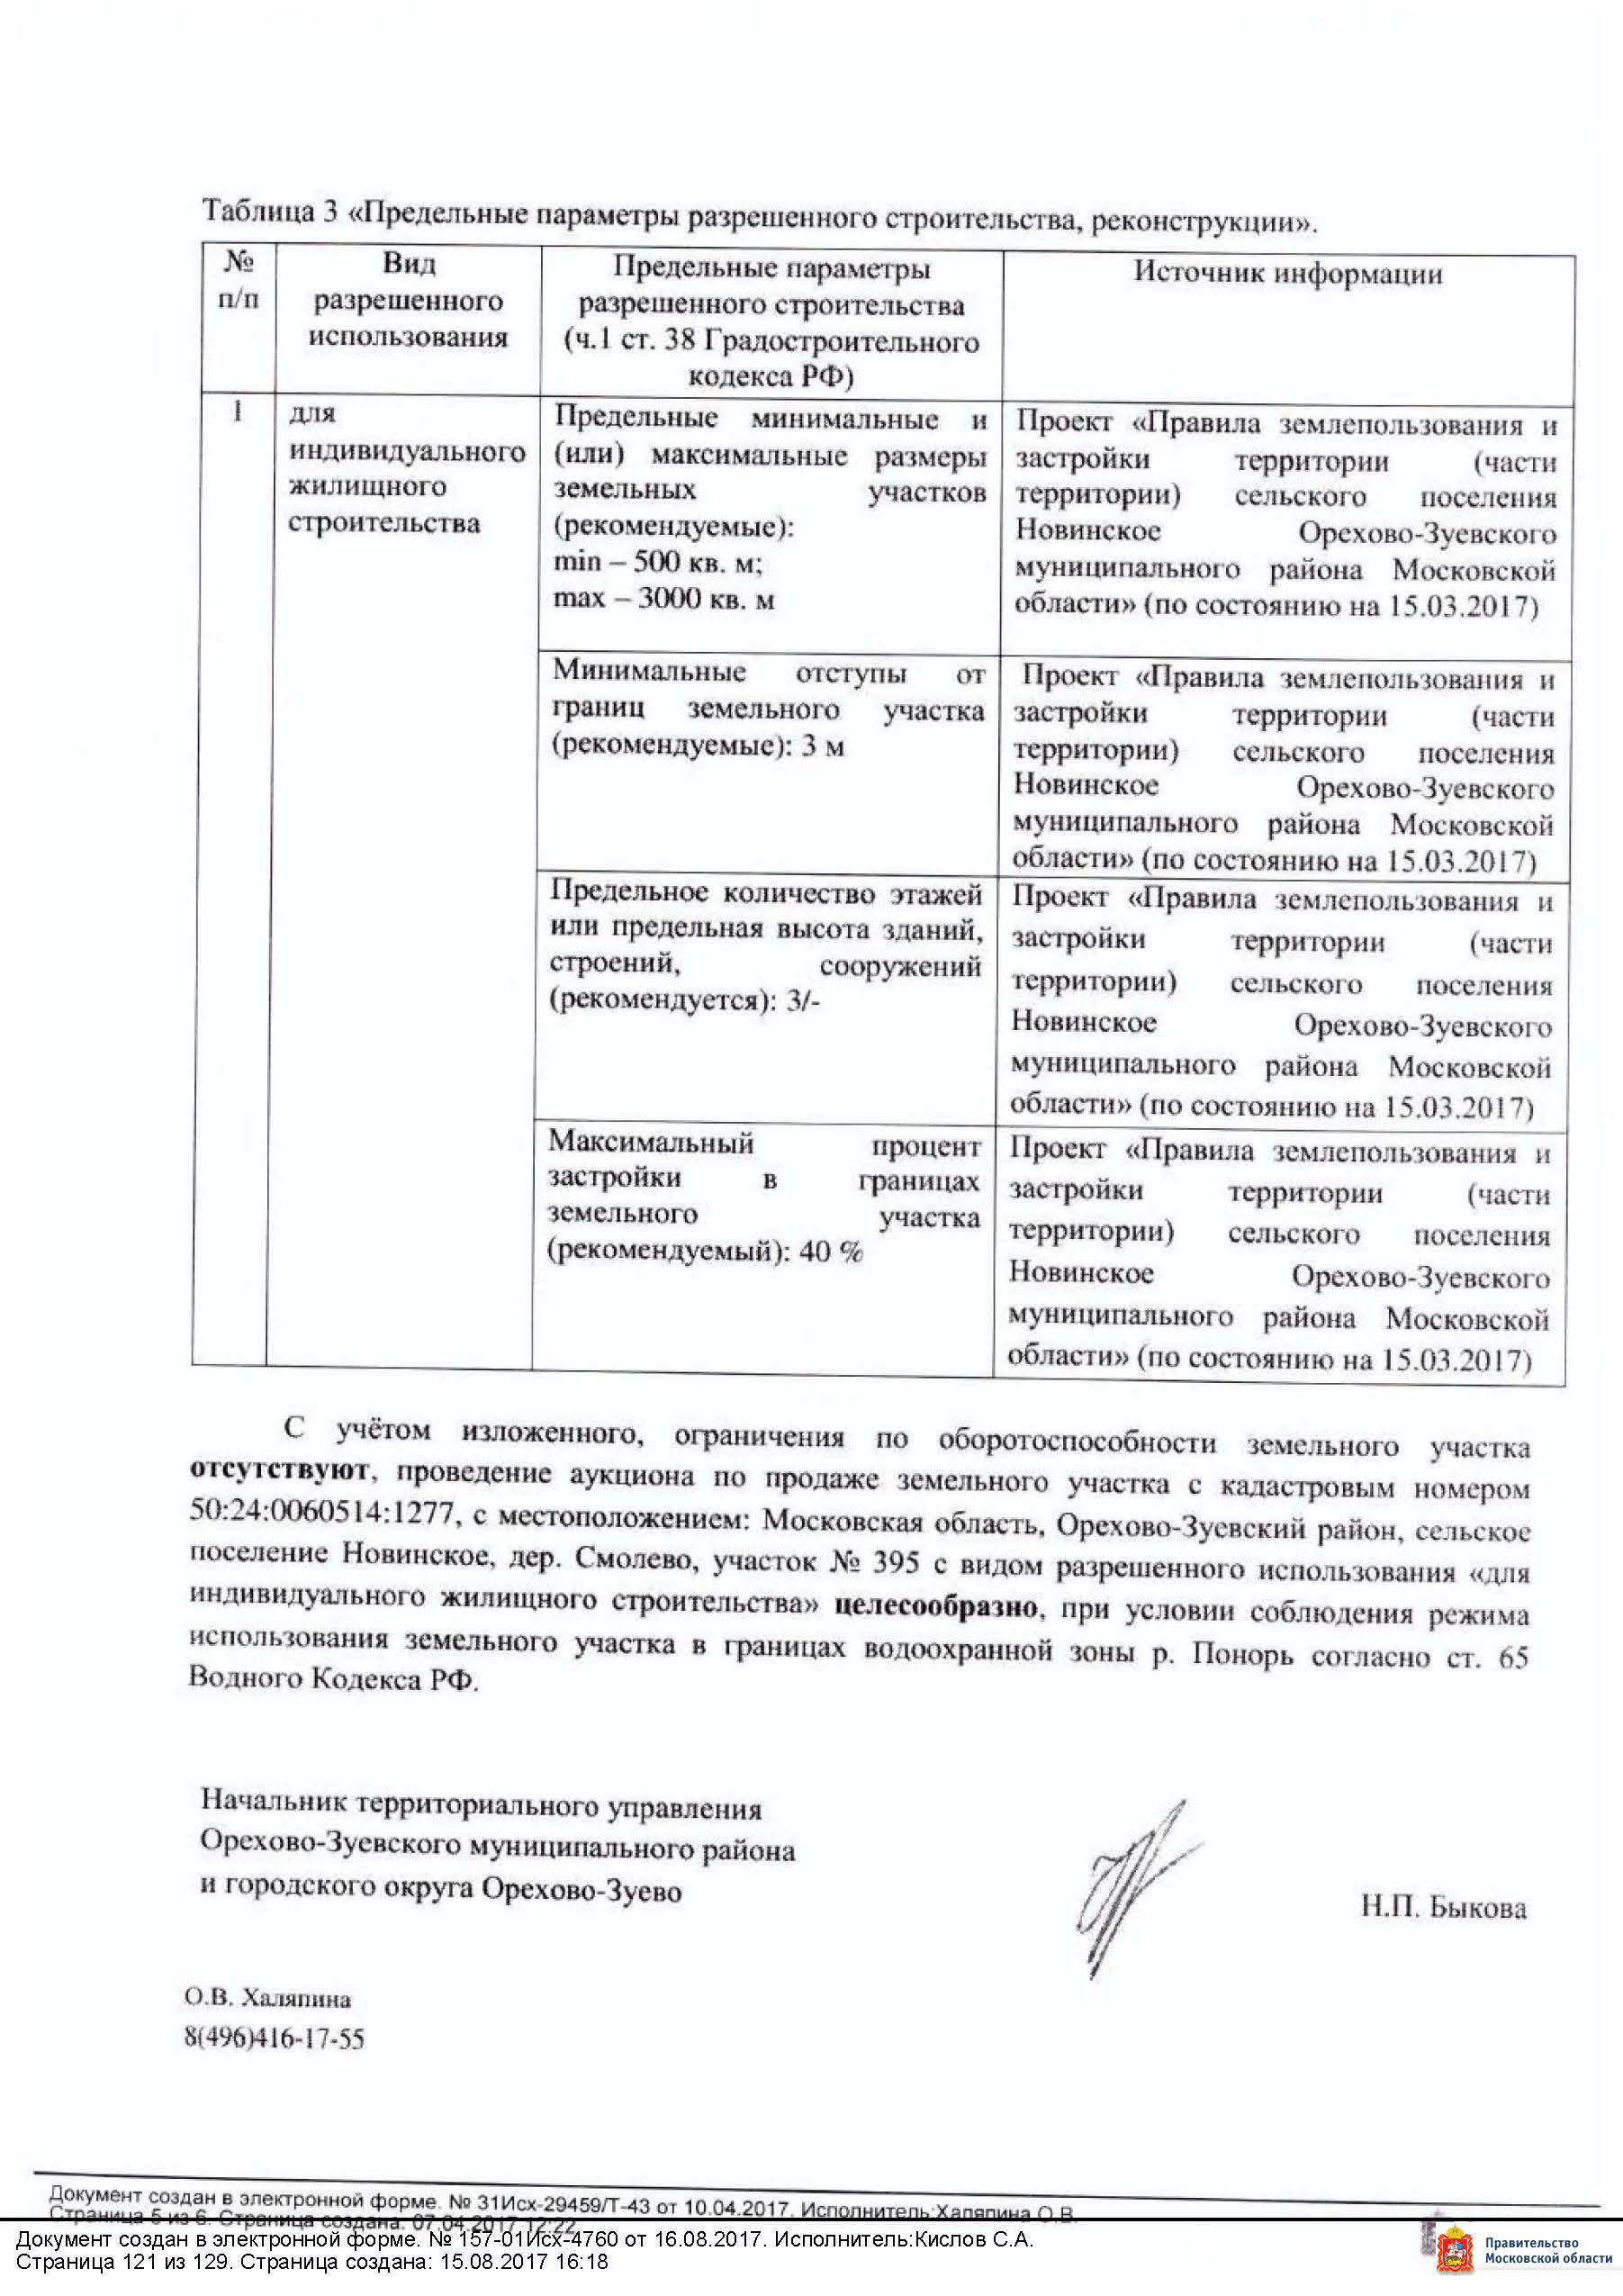 Таблица 3 «Предельные параметры разрешенного строительства, реконструкции».
№
п/п
Вид
разрешенного
использования
Предельные параметры
разрешенного строительства
(ч.1 ст. 38 Градостроительного
кодекса РФ)
Источник информации
1
для
индивидуального
жилищного
строительства
Предельные минимальные и
(или) максимальные размеры
земельных участков
(рекомендуемые):
min – 500 кв. м;
max – 3000 кв. м
Проект «Правила землепользования и
застройки территории (части
территории) сельского поселения
Новинское Орехово-Зуевского
муниципального района Московской
области» (по состоянию на 15.03.2017)
Минимальные отступы от
границ земельного участка
(рекомендуемые): 3 м
Проект «Правила землепользования и
застройки территории (части
территории) сельского поселения
Новинское Орехово-Зуевского
муниципального района Московской
области» (по состоянию на 15.03.2017)
Предельное количество этажей
или предельная высота зданий,
строений, сооружений
(рекомендуется): 3/-
Проект «Правила землепользования и
застройки территории (части
территории) сельского поселения
Новинское Орехово-Зуевского
муниципального района Московской
области» (по состоянию на 15.03.2017)
Максимальный процент
застройки в границах
земельного участка
(рекомендуемый): 40 %
Проект «Правила землепользования и
застройки территории (части
территории) сельского поселения
Новинское Орехово-Зуевского
муниципального района Московской
области» (по состоянию на 15.03.2017)
С учётом изложенного, ограничения по оборотоспособности земельного участка
отсутствуют, проведение аукциона по продаже земельного участка с кадастровым номером
50:24:0060514:1277, с местоположением: Московская область, Орехово-Зуевский район, сельское
поселение Новинское, дер. Смолево, участок № 395 с видом разрешенного использования «для
индивидуального жилищного строительства» целесообразно, при условии соблюдения режима
использования земельного участка в границах водоохранной зоны р. Понорь согласно ст. 65
Водного Кодекса РФ.
Начальник территориального управления
Орехово-Зуевского муниципального района
и городского округа Орехово-Зуево
Н.П. Быкова
О.В. Халяпина
8(496)416-17-55
Документ создан в электронной форме. № 31Исх-29459/Т-43 от 10.04.2017. Исполнитель:Халяпина О.В.
Страница 5 из 6. Страница создана: 07.04.2017 12:22
Документ создан в электронной форме. № 157-01Исх-4760 от 16.08.2017. Исполнитель:Кислов С.А.
Страница 121 из 129. Страница создана: 15.08.2017 16:18
Правительство
Московской области